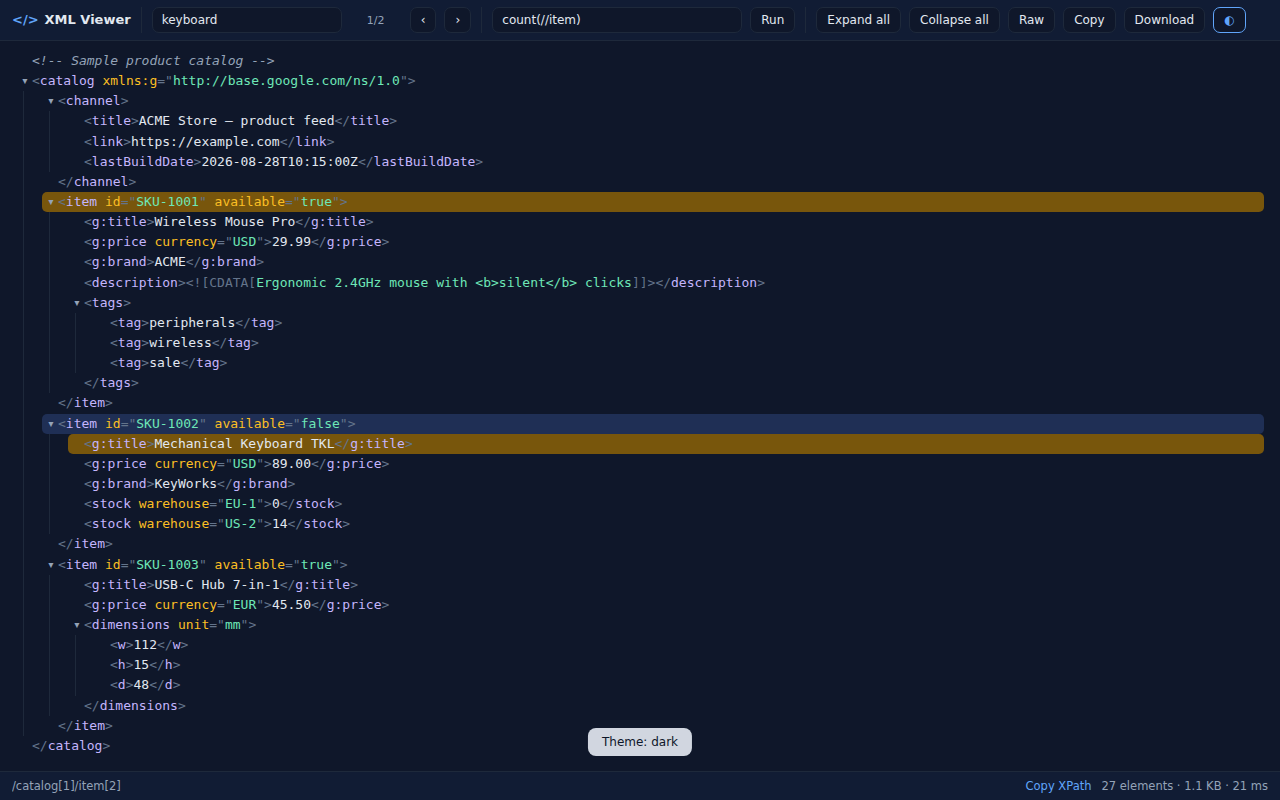 </> XML Viewer keyboard 1/2 ‹ › count(//item) Run Expand all Collapse all Raw Copy Download ◐
<!-- Sample product catalog -->
▾ <catalog xmlns:g="http://base.google.com/ns/1.0">
▾ <channel>
<title>ACME Store — product feed</title>
<link>https://example.com</link>
<lastBuildDate>2026-08-28T10:15:00Z</lastBuildDate>
</channel>
▾ <item id="SKU-1001" available="true">
<g:title>Wireless Mouse Pro</g:title>
<g:price currency="USD">29.99</g:price>
<g:brand>ACME</g:brand>
<description><![CDATA[Ergonomic 2.4GHz mouse with <b>silent</b> clicks]]></description>
▾ <tags>
<tag>peripherals</tag>
<tag>wireless</tag>
<tag>sale</tag>
</tags>
</item>
▾ <item id="SKU-1002" available="false">
<g:title>Mechanical Keyboard TKL</g:title>
<g:price currency="USD">89.00</g:price>
<g:brand>KeyWorks</g:brand>
<stock warehouse="EU-1">0</stock>
<stock warehouse="US-2">14</stock>
</item>
▾ <item id="SKU-1003" available="true">
<g:title>USB-C Hub 7-in-1</g:title>
<g:price currency="EUR">45.50</g:price>
▾ <dimensions unit="mm">
<w>112</w>
<h>15</h>
<d>48</d>
</dimensions>
</item>
</catalog>
Theme: dark
/catalog[1]/item[2] Copy XPath 27 elements · 1.1 KB · 21 ms